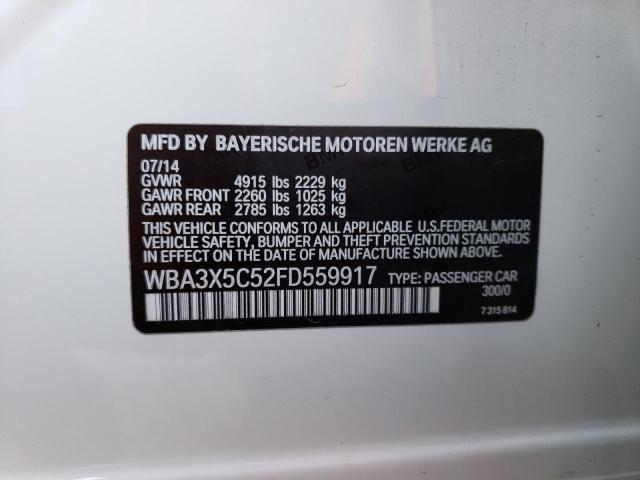 MFD BY BAYERISCHE MOTOREN WERKE AG
07/14
GVWR 4915 lbs 2229 kg
GAWR FRONT 2260 lbs 1025 kg
GAWR REAR 2785 lbs 1263 kg
THIS VEHICLE CONFORMS TO ALL APPLICABLE U.S.FEDERAL MOTOR
VEHICLE SAFETY, BUMPER AND THEFT PREVENTION STANDARDS
IN EFFECT ON THE DATE OF MANUFACTURE SHOWN ABOVE.
WBA3X5C52FD559917 TYPE: PASSENGER CAR
300/0
7 315 814